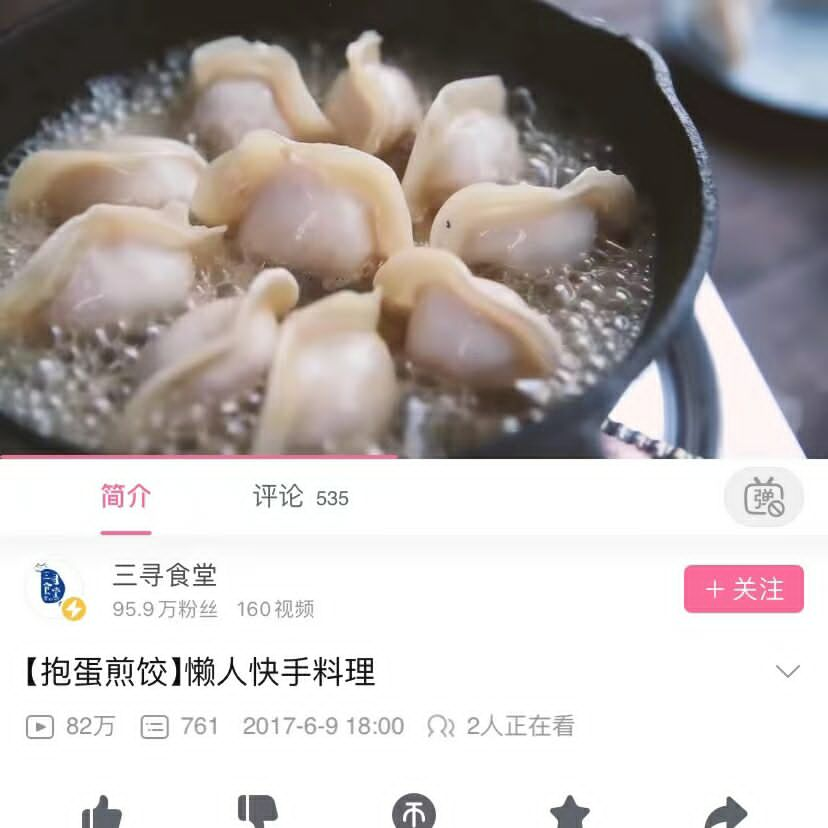 简介
评论 535
弹
三寻食堂
95.9万粉丝 160视频
+ 关注
【抱蛋煎饺】懒人快手料理
82万 761 2017-6-9 18:00 2人正在看